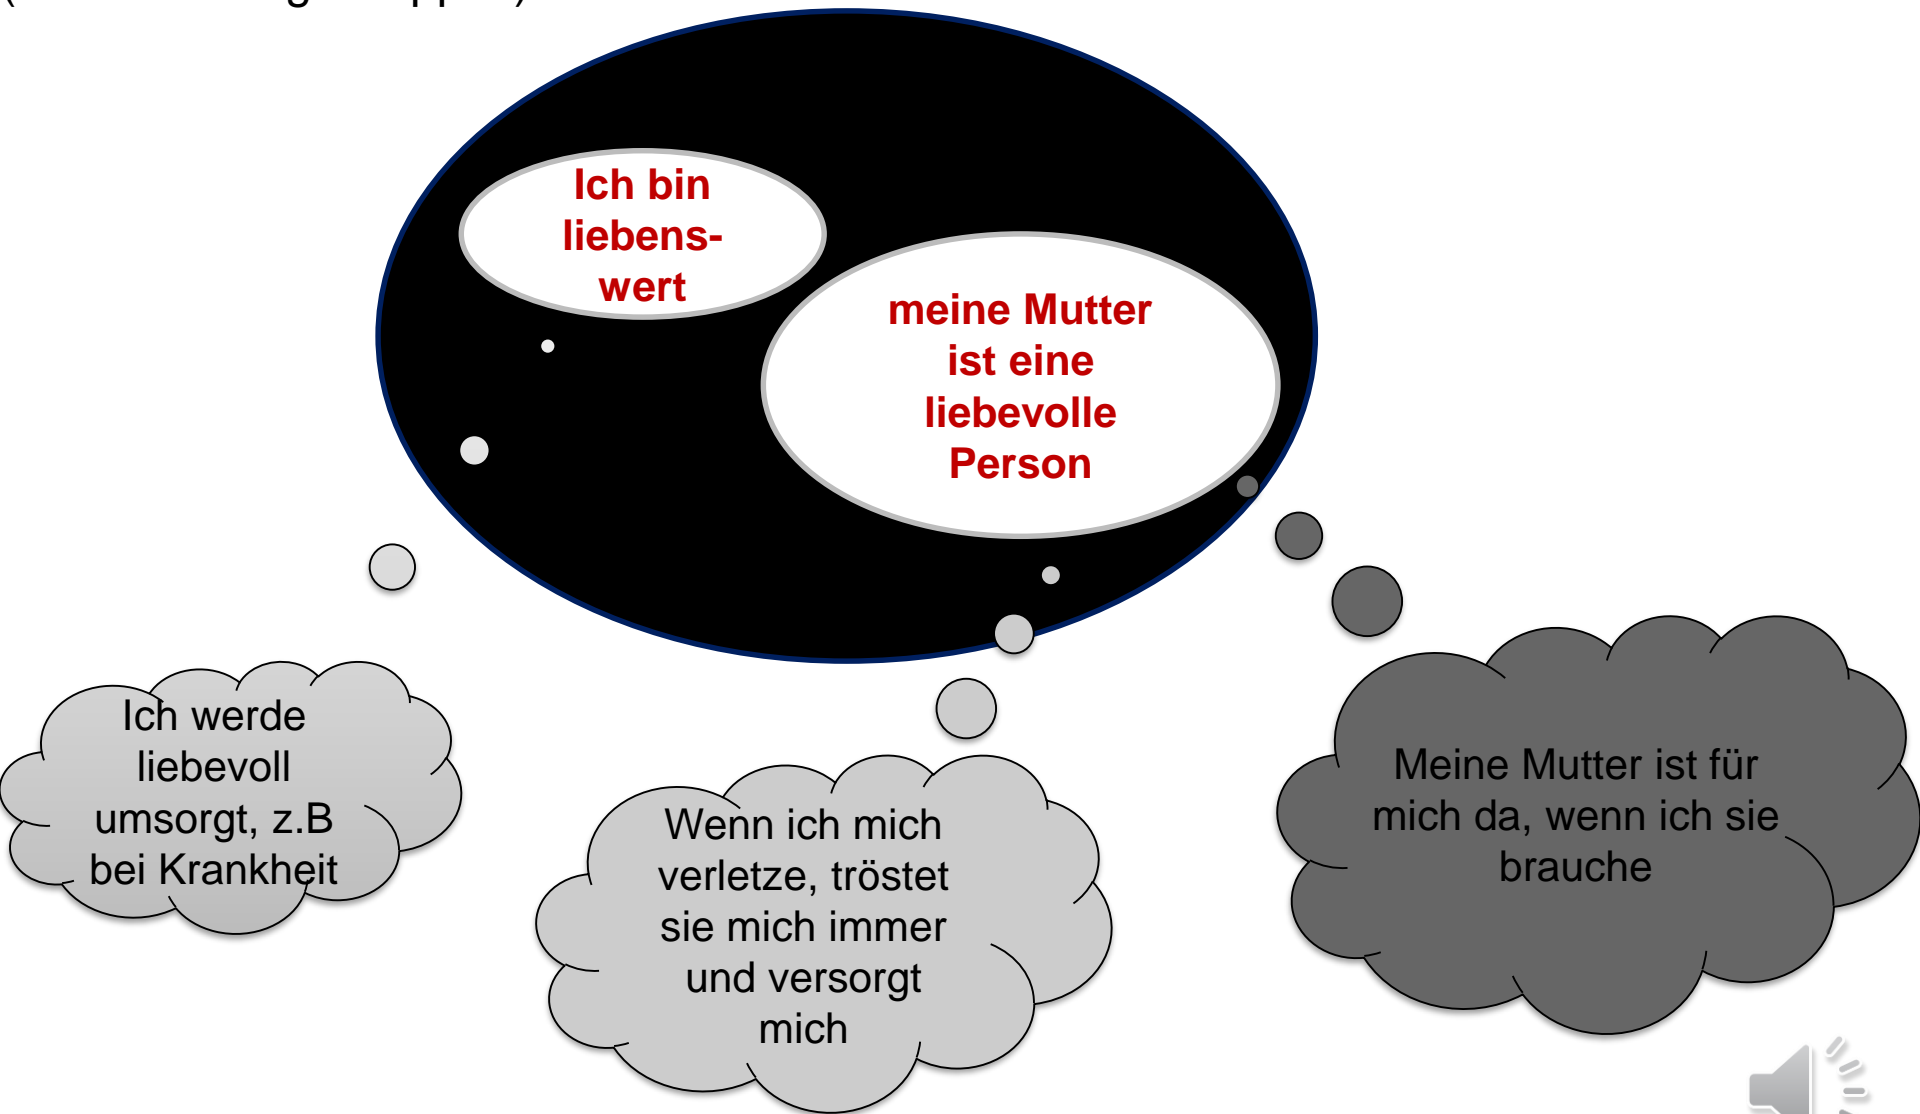 Ich bin
liebens-
wert
meine Mutter
ist eine
liebevolle
Person
Ich werde
liebevoll
umsorgt, z.B
bei Krankheit
Wenn ich mich
verletze, tröstet
sie mich immer
und versorgt
mich
Meine Mutter ist für
mich da, wenn ich sie
brauche